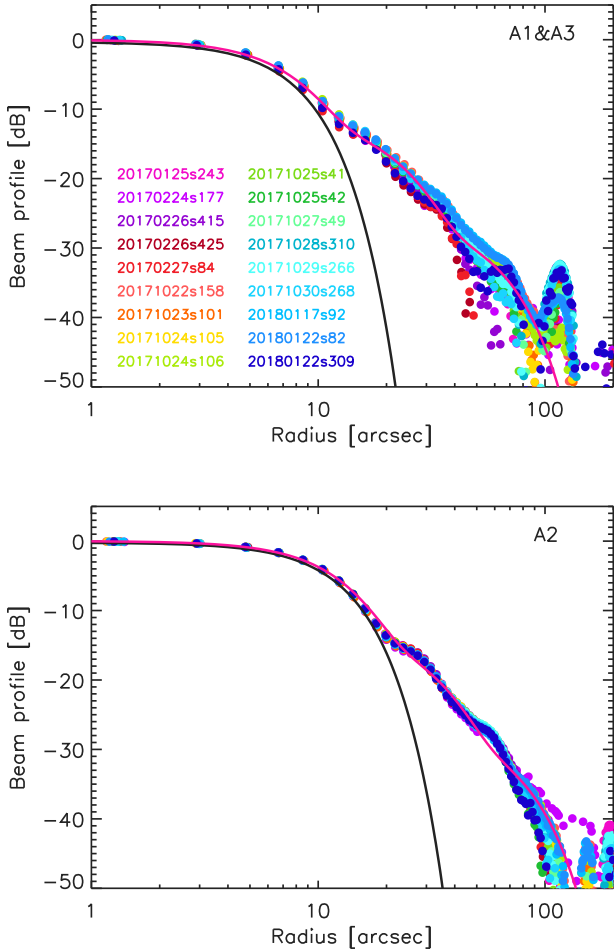 A1&A3
0
−10
−20
−30
−40
−50
Beam profile [dB]
20170125s243 20171025s41
20170224s177 20171025s42
20170226s415 20171027s49
20170226s425 20171028s310
20170227s84 20171029s266
20171022s158 20171030s268
20171023s101 20180117s92
20171024s105 20180122s82
20171024s106 20180122s309
1 10 100
Radius [arcsec]
A2
0
−10
−20
−30
−40
−50
Beam profile [dB]
1 10 100
Radius [arcsec]